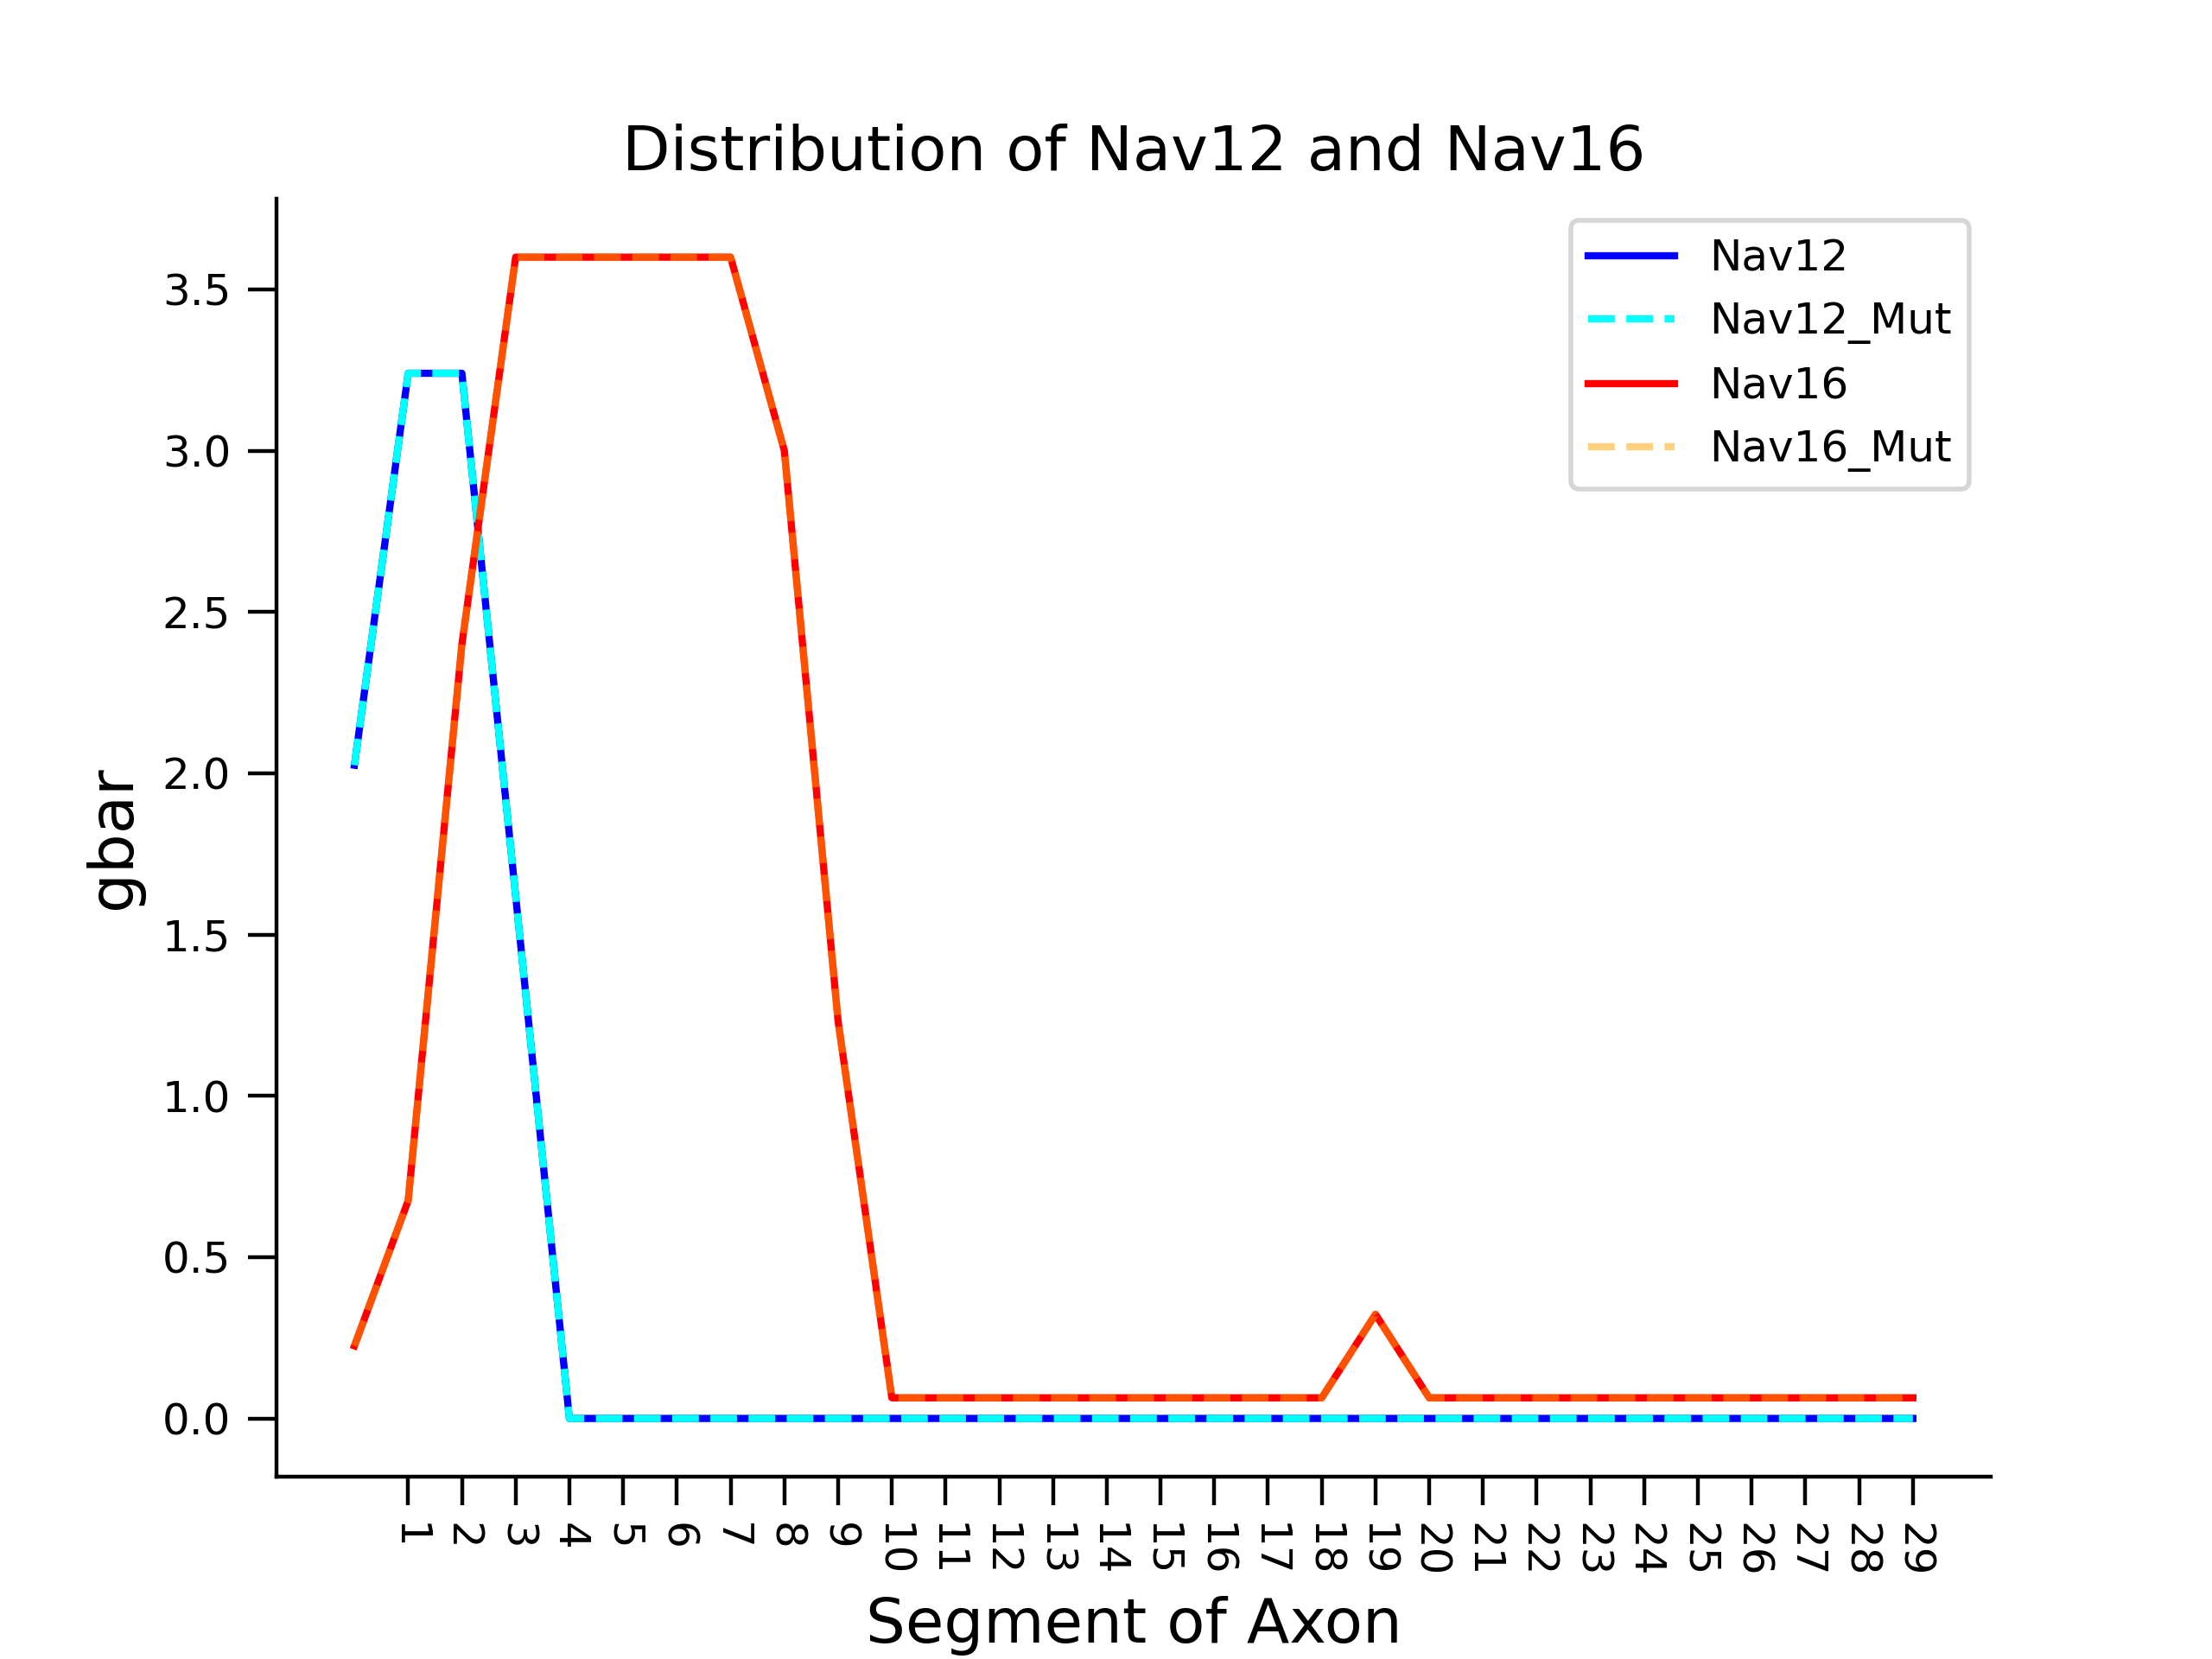 Distribution of Nav12 and Nav16
Nav12
Nav12_Mut
Nav16
Nav16_Mut
3.5
3.0
2.5
2.0
1.5
1.0
0.5
0.0
gbar
1 2 3 4 5 6 7 8 9 10 11 12 13 14 15 16 17 18 19 20 21 22 23 24 25 26 27 28 29
Segment of Axon